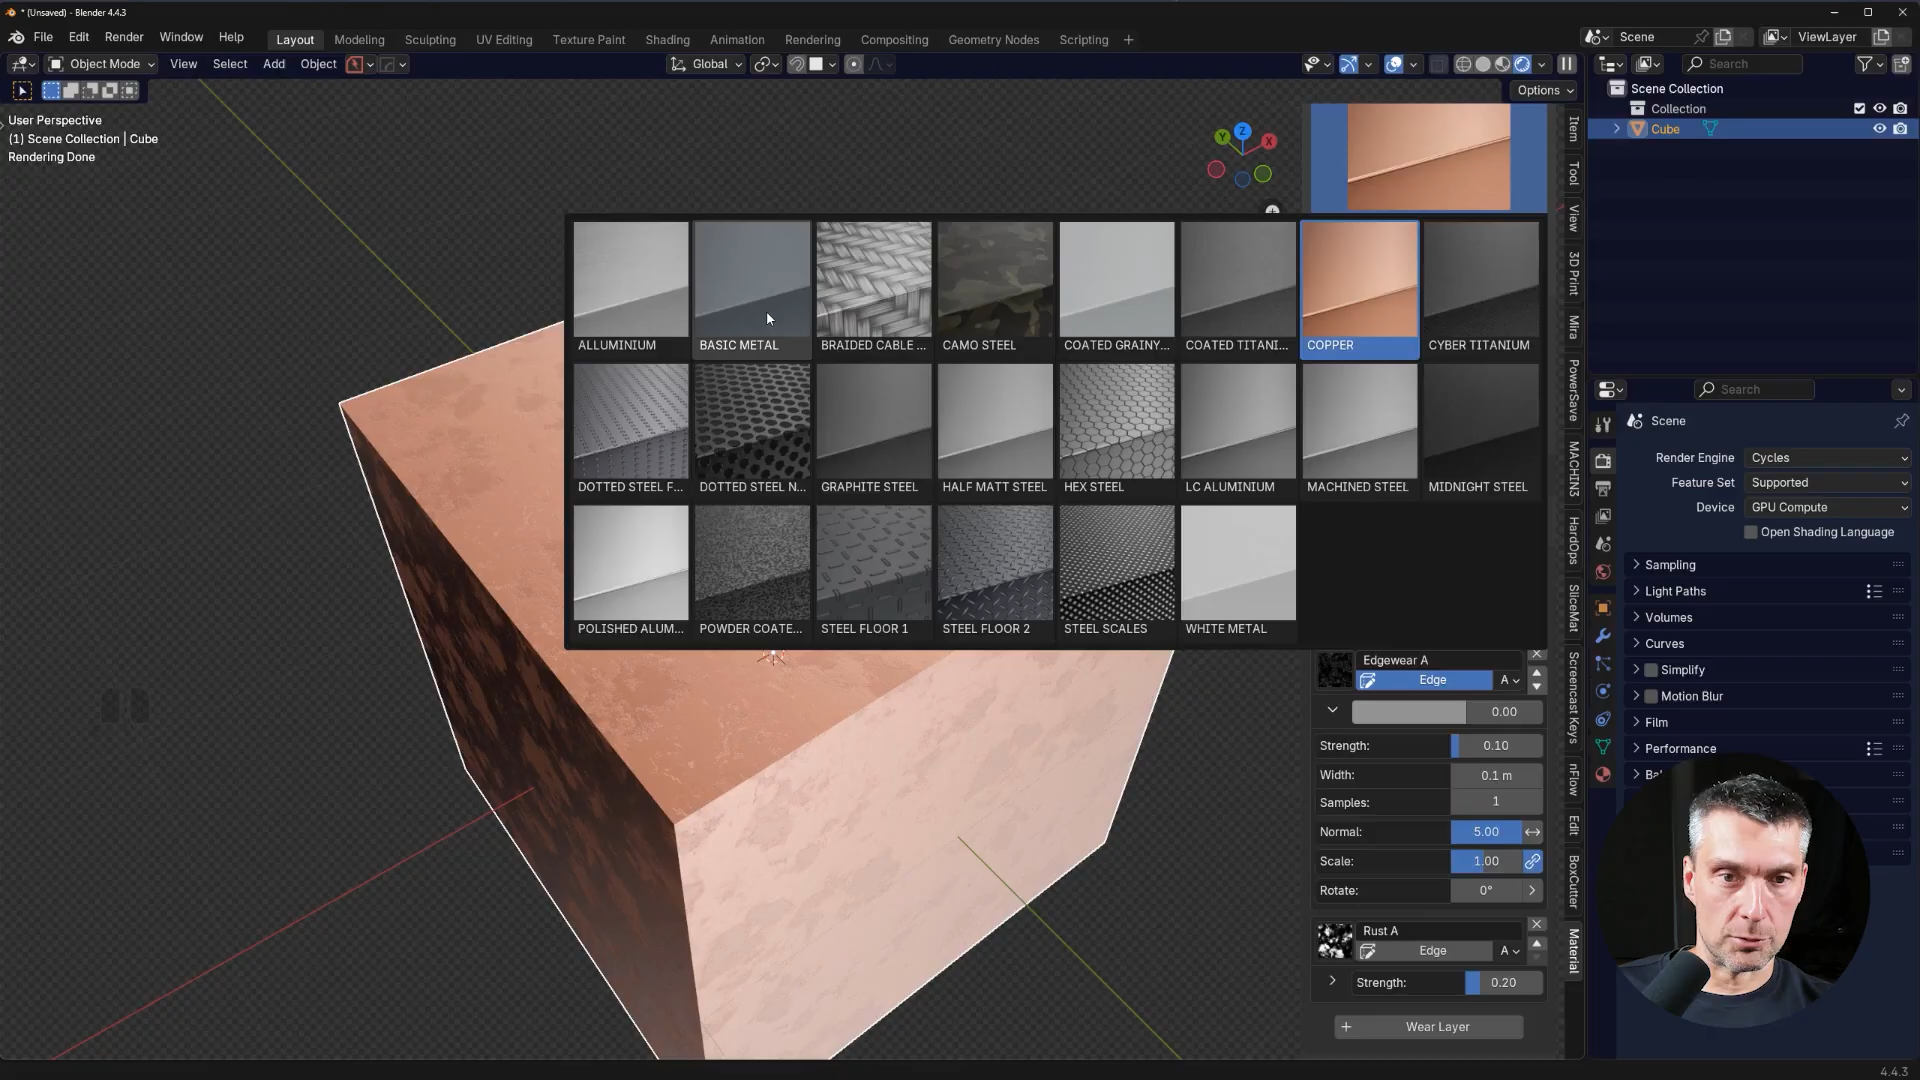 * (Unsaved) - Blender 4.4.3
File Edit Render Window Help Layout Modeling Sculpting UV Editing Texture Paint Shading Animation Rendering Compositing Geometry Nodes Scripting + Scene ViewLayer
Object Mode View Select Add Object Global Search
Options
User Perspective
(1) Scene Collection | Cube
Rendering Done
Z
Y
X
Scene Collection
Collection
Cube
ALLUMINIUM BASIC METAL BRAIDED CABLE ... CAMO STEEL COATED GRAINY... COATED TITANI... COPPER CYBER TITANIUM
DOTTED STEEL F... DOTTED STEEL N... GRAPHITE STEEL HALF MATT STEEL HEX STEEL LC ALUMINIUM MACHINED STEEL MIDNIGHT STEEL
POLISHED ALUM... POWDER COATE... STEEL FLOOR 1 STEEL FLOOR 2 STEEL SCALES WHITE METAL
Edgewear A
Edge A
0.00
Strength: 0.10
Width: 0.1 m
Samples: 1
Normal: 5.00
Scale: 1.00
Rotate: 0°
Rust A
Edge A
Strength: 0.20
+ Wear Layer
Item
Tool
View
3D Print
Mira
PowerSave
MACHIN3
HardOps
SliceMat
Screencast Keys
nFlow
Edit
BoxCutter
Material
Search
Scene
Render Engine Cycles
Feature Set Supported
Device GPU Compute
Open Shading Language
Sampling
Light Paths
Volumes
Curves
Simplify
Motion Blur
Film
Performance
4.4.3